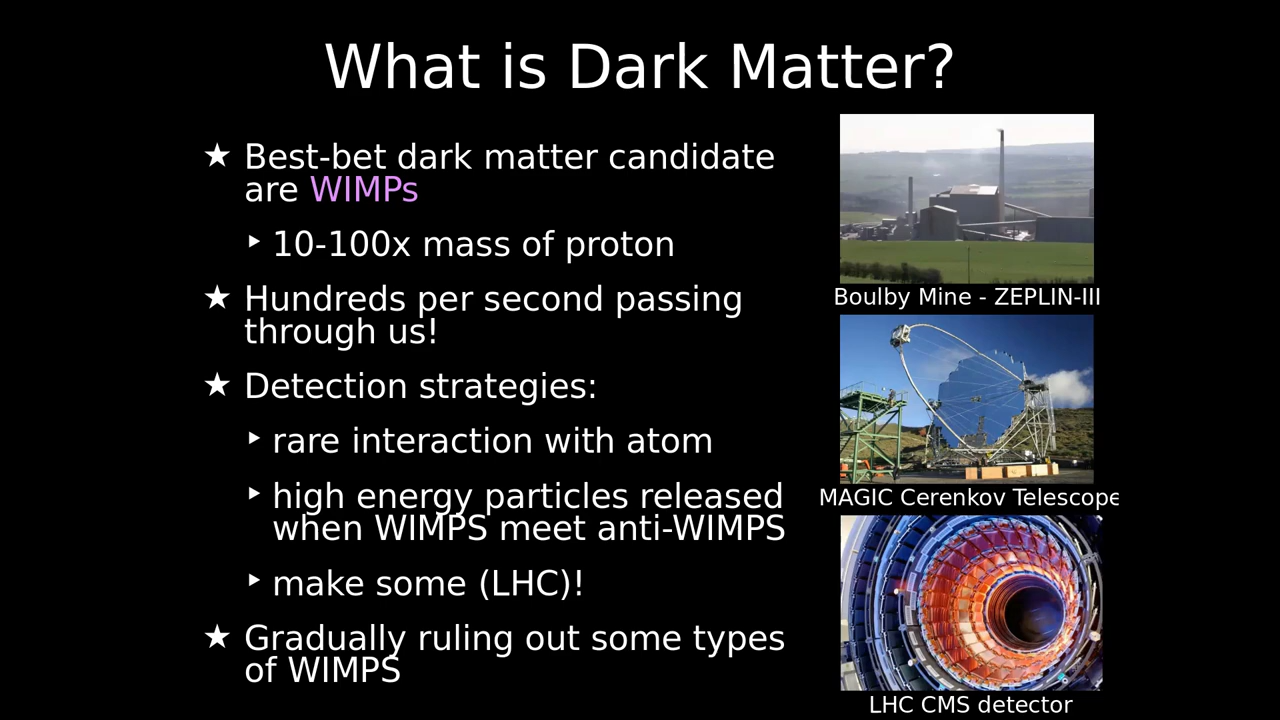 What is Dark Matter?
★ Best-bet dark matter candidate
are WIMPs
‣ 10-100x mass of proton
★ Hundreds per second passing
through us!
★ Detection strategies:
‣ rare interaction with atom
‣ high energy particles released
when WIMPS meet anti-WIMPS
‣ make some (LHC)!
★ Gradually ruling out some types
of WIMPS
Boulby Mine - ZEPLIN-III
MAGIC Cerenkov Telescope
LHC CMS detector